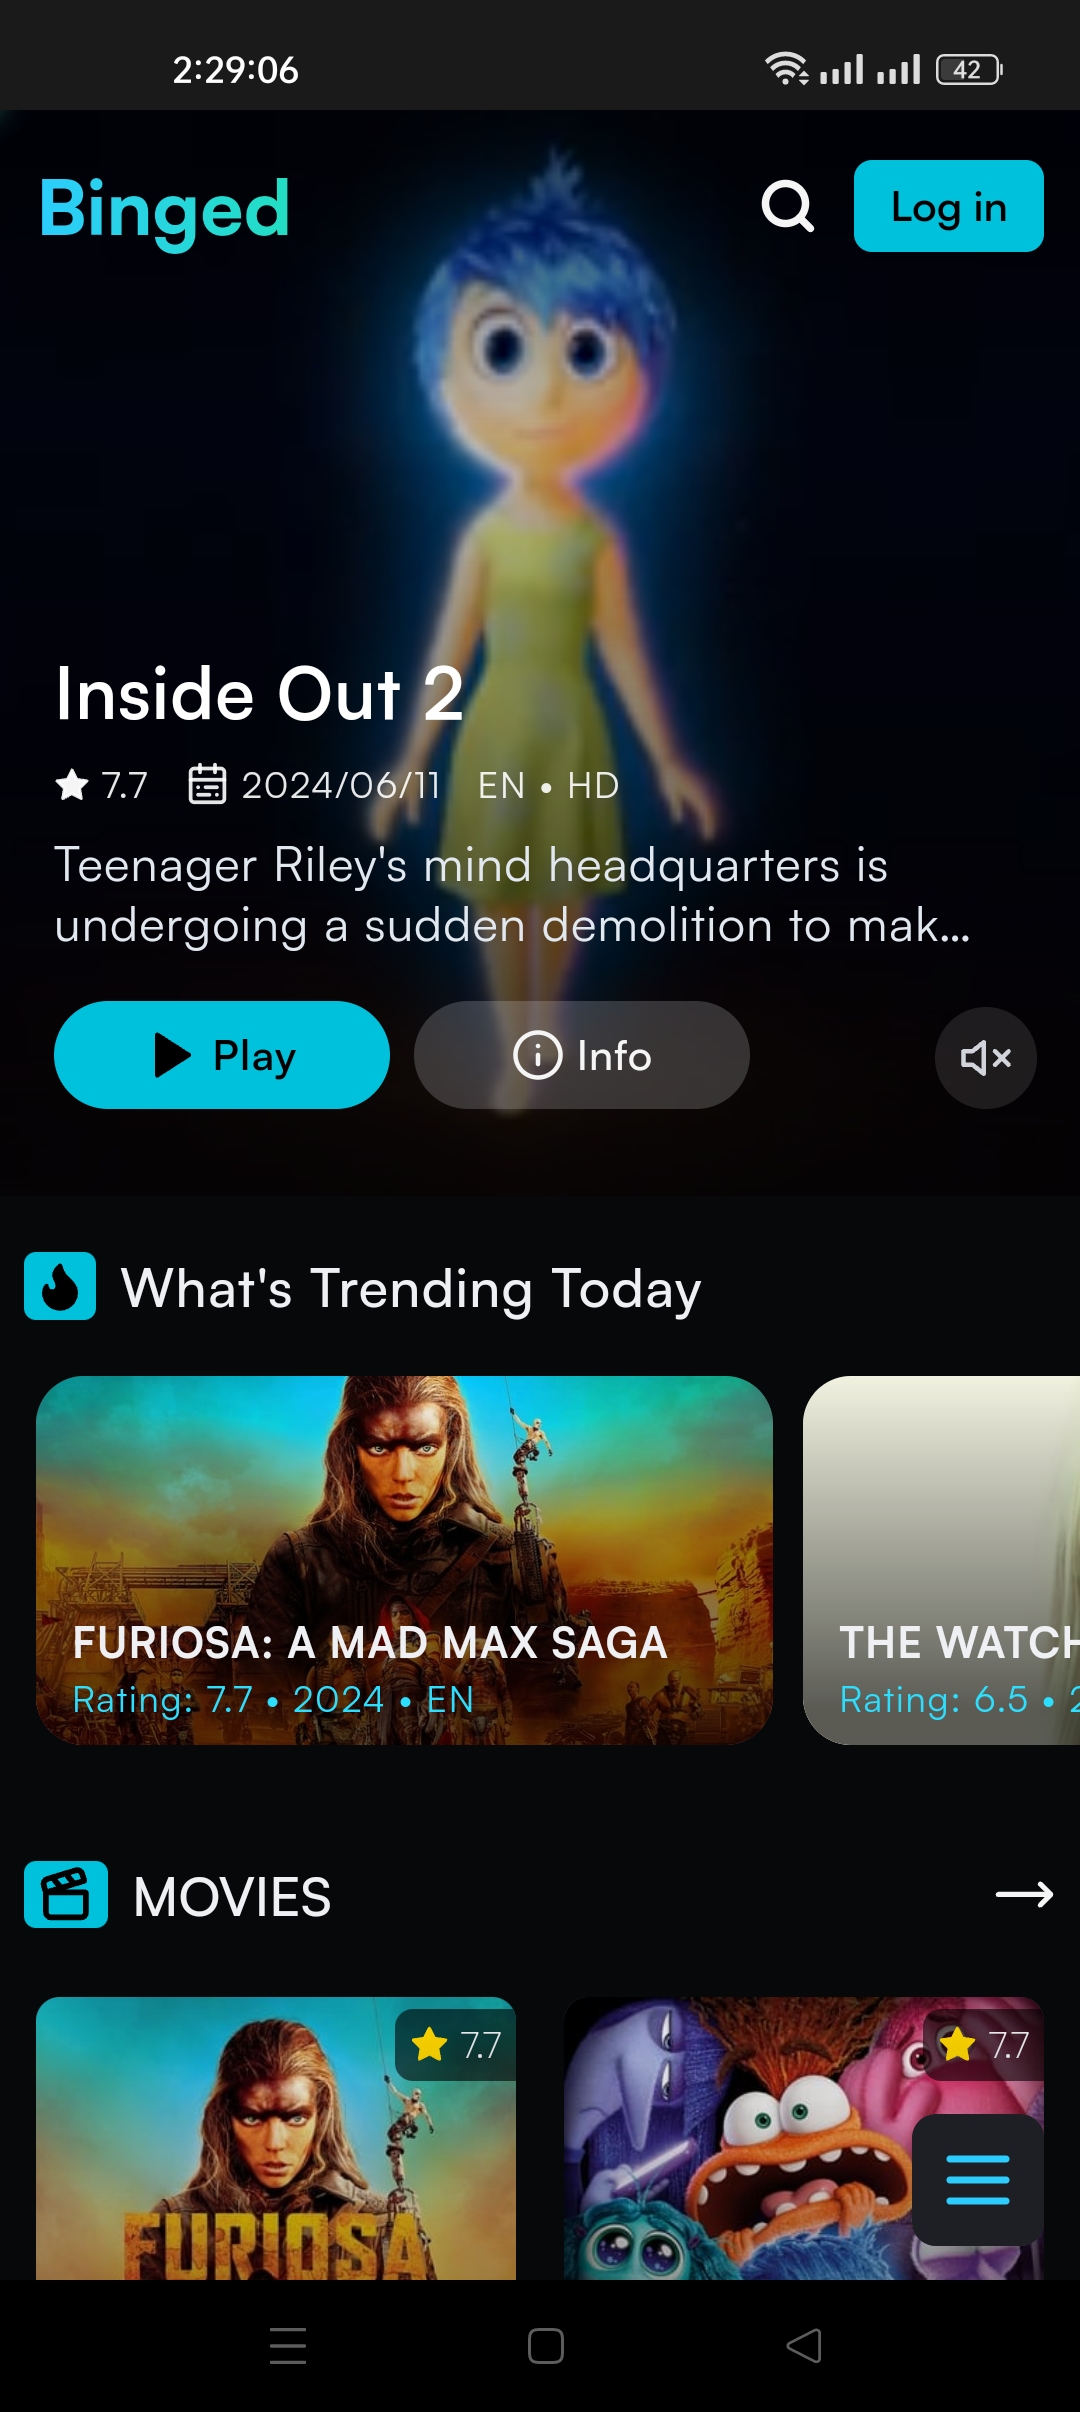 2:29:06
42
Binged
Log in
Inside Out 2
7.7 2024/06/11 EN • HD
Teenager Riley's mind headquarters is
undergoing a sudden demolition to mak...
Play
Info
What's Trending Today
FURIOSA: A MAD MAX SAGA
Rating: 7.7 • 2024 • EN
THE WATCH
Rating: 6.5 • 2
MOVIES
7.7
FURIOSA
7.7